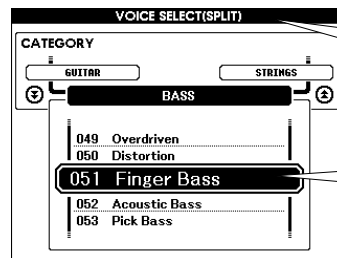 VOICE SELECT(SPLIT)
CATEGORY
GUITAR STRINGS
BASS
049 Overdriven
050 Distortion
051 Finger Bass
052 Acoustic Bass
053 Pick Bass